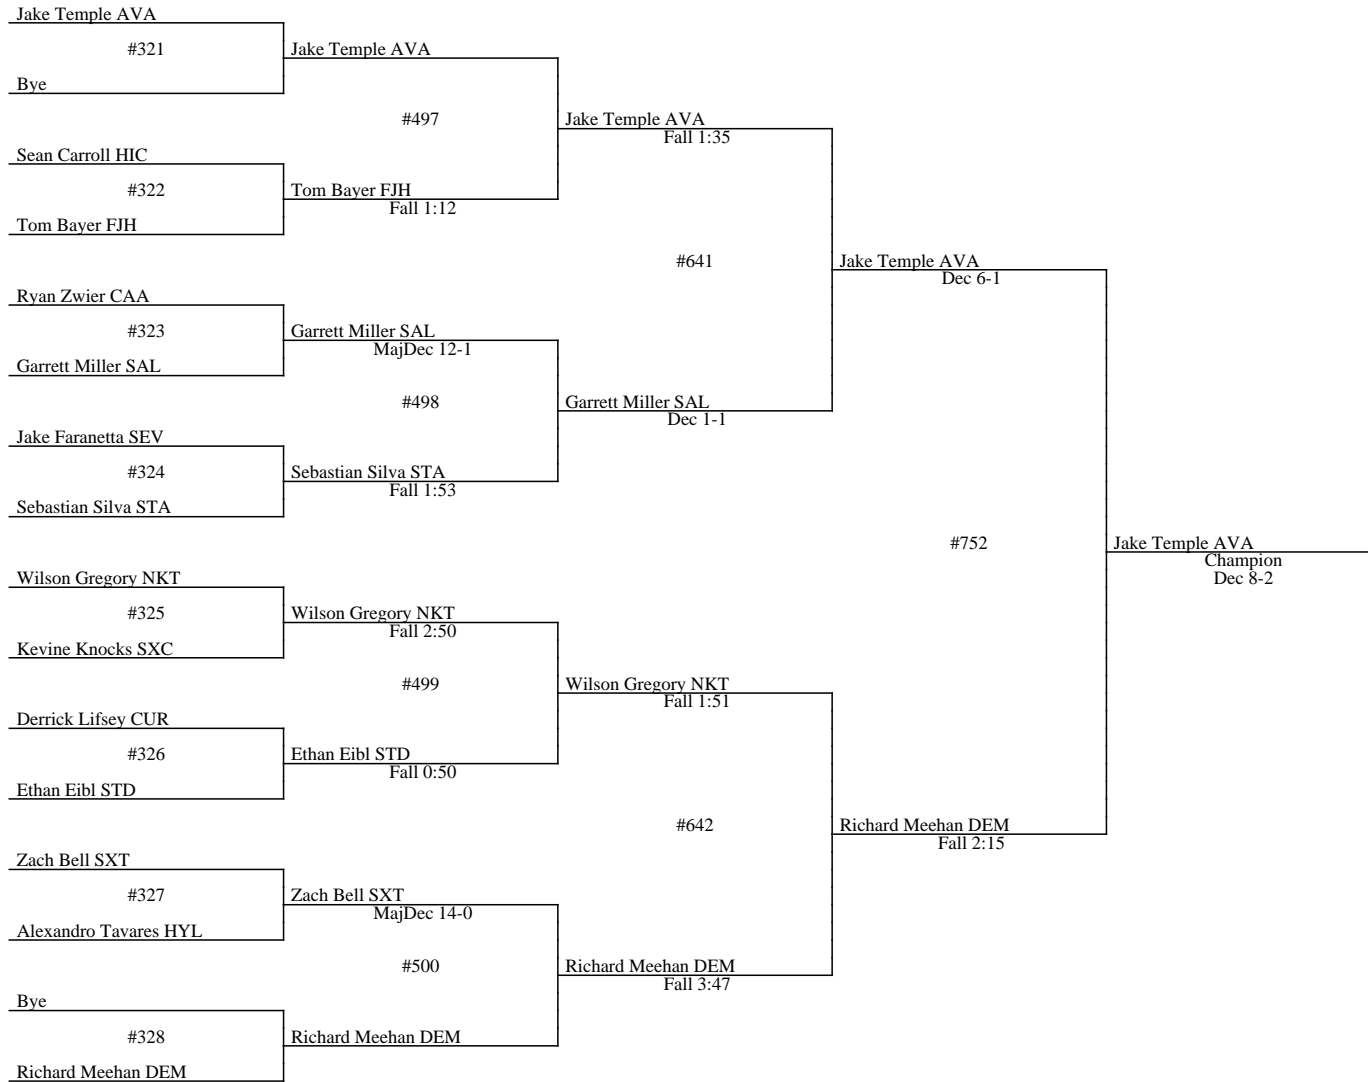 Jake Temple AVA
#321
Jake Temple AVA
Bye
#497
Jake Temple AVA
Fall 1:35
Sean Carroll HIC
#322
Tom Bayer FJH
Fall 1:12
Tom Bayer FJH
#641
Jake Temple AVA
Dec 6-1
Ryan Zwier CAA
#323
Garrett Miller SAL
MajDec 12-1
Garrett Miller SAL
#498
Garrett Miller SAL
Dec 1-1
Jake Faranetta SEV
#324
Sebastian Silva STA
Fall 1:53
Sebastian Silva STA
#752
Jake Temple AVA
Champion
Dec 8-2
Wilson Gregory NKT
#325
Wilson Gregory NKT
Fall 2:50
Kevine Knocks SXC
#499
Wilson Gregory NKT
Fall 1:51
Derrick Lifsey CUR
#326
Ethan Eibl STD
Fall 0:50
Ethan Eibl STD
#642
Richard Meehan DEM
Fall 2:15
Zach Bell SXT
#327
Zach Bell SXT
MajDec 14-0
Alexandro Tavares HYL
#500
Richard Meehan DEM
Fall 3:47
Bye
#328
Richard Meehan DEM
Richard Meehan DEM